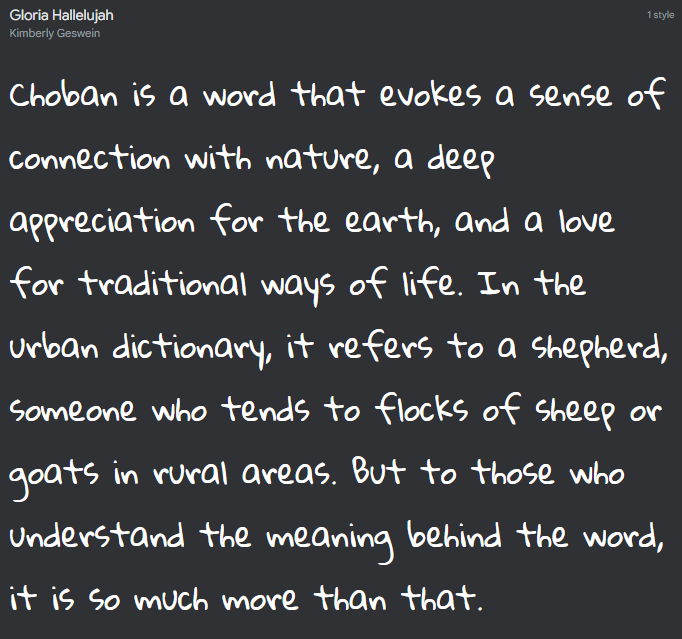 Gloria Hallelujah
1 style
Kimberly Geswein
Choban is a word that evokes a sense of
connection with nature, a deep
appreciation for the earth, and a love
for traditional ways of life. In the
urban dictionary, it refers to a shepherd,
someone who tends to flocks of sheep or
goats in rural areas. But to those who
understand the meaning behind the word,
it is so much more than that.